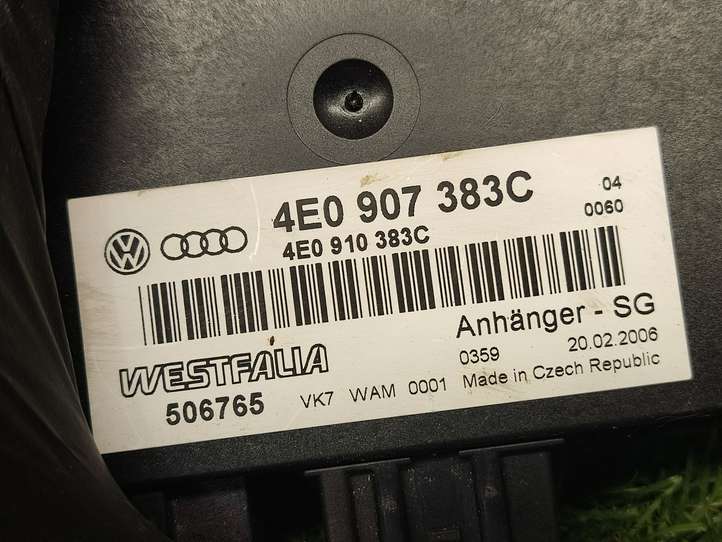 4E0 907 383C
04
4E0 910 383C
0060
Anhänger - SG
WESTFALIA
0359 20.02.2006
506765 VK7 WAM 0001 Made in Czech Republic